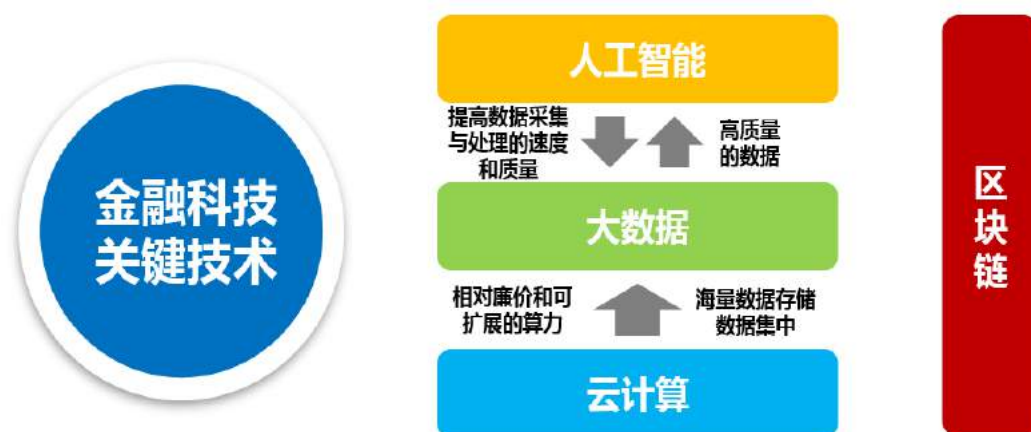 金融科技
关键技术
人工智能
提高数据采集
与处理的速度
和质量
高质量
的数据
大数据
相对廉价和可
扩展的算力
海量数据存储
数据集中
云计算
区
块
链